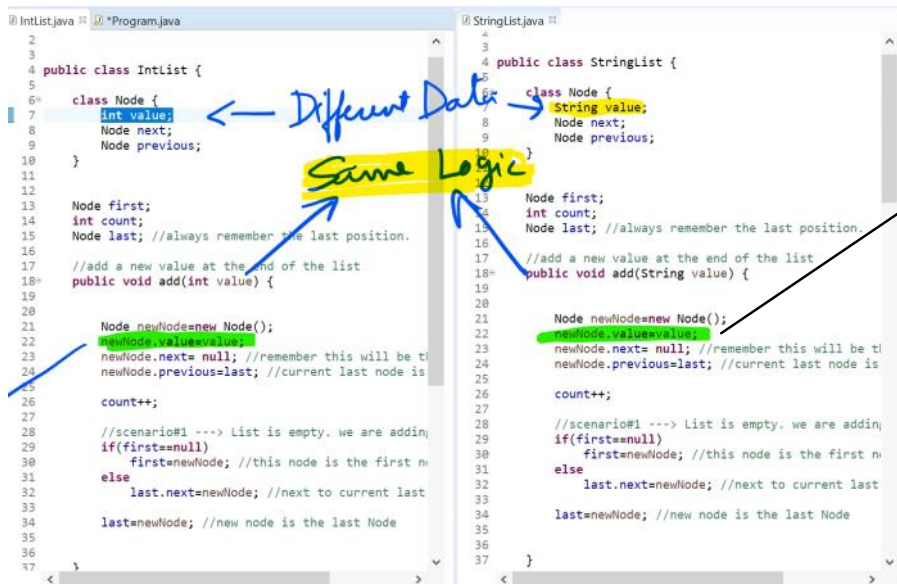 IntList.java *Program.java
2
3
4 public class IntList {
5
6 class Node {
7 int value;
8 Node next;
9 Node previous;
10 }
11
12
13 Node first;
14 int count;
15 Node last; //always remember the last position.
16
17 //add a new value at the end of the list
18 public void add(int value) {
19
20
21 Node newNode=new Node();
22 newNode.value=value;
23 newNode.next= null; //remember this will be t
24 newNode.previous=last; //current last node is
25
26 count++;
27
28 //scenario#1 ---> List is empty. we are adding
29 if(first==null)
30 first=newNode; //this node is the first n
31 else
32 last.next=newNode; //next to current last
33
34 last=newNode; //new node is the last Node
35
36
37 }
Different Data
Same Logic
StringList.java
2
3
4 public class StringList {
5
6 class Node {
7 String value;
8 Node next;
9 Node previous;
10 }
13 Node first;
14 int count;
15 Node last; //always remember the last position.
16
17 //add a new value at the end of the list
18 public void add(String value) {
19
20
21 Node newNode=new Node();
22 newNode.value=value;
23 newNode.next= null; //remember this will be t
24 newNode.previous=last; //current last node is
25
26 count++;
27
28 //scenario#1 ---> List is empty. we are adding
29 if(first==null)
30 first=newNode; //this node is the first n
31 else
32 last.next=newNode; //next to current last
33
34 last=newNode; //new node is the last Node
35
36
37 }